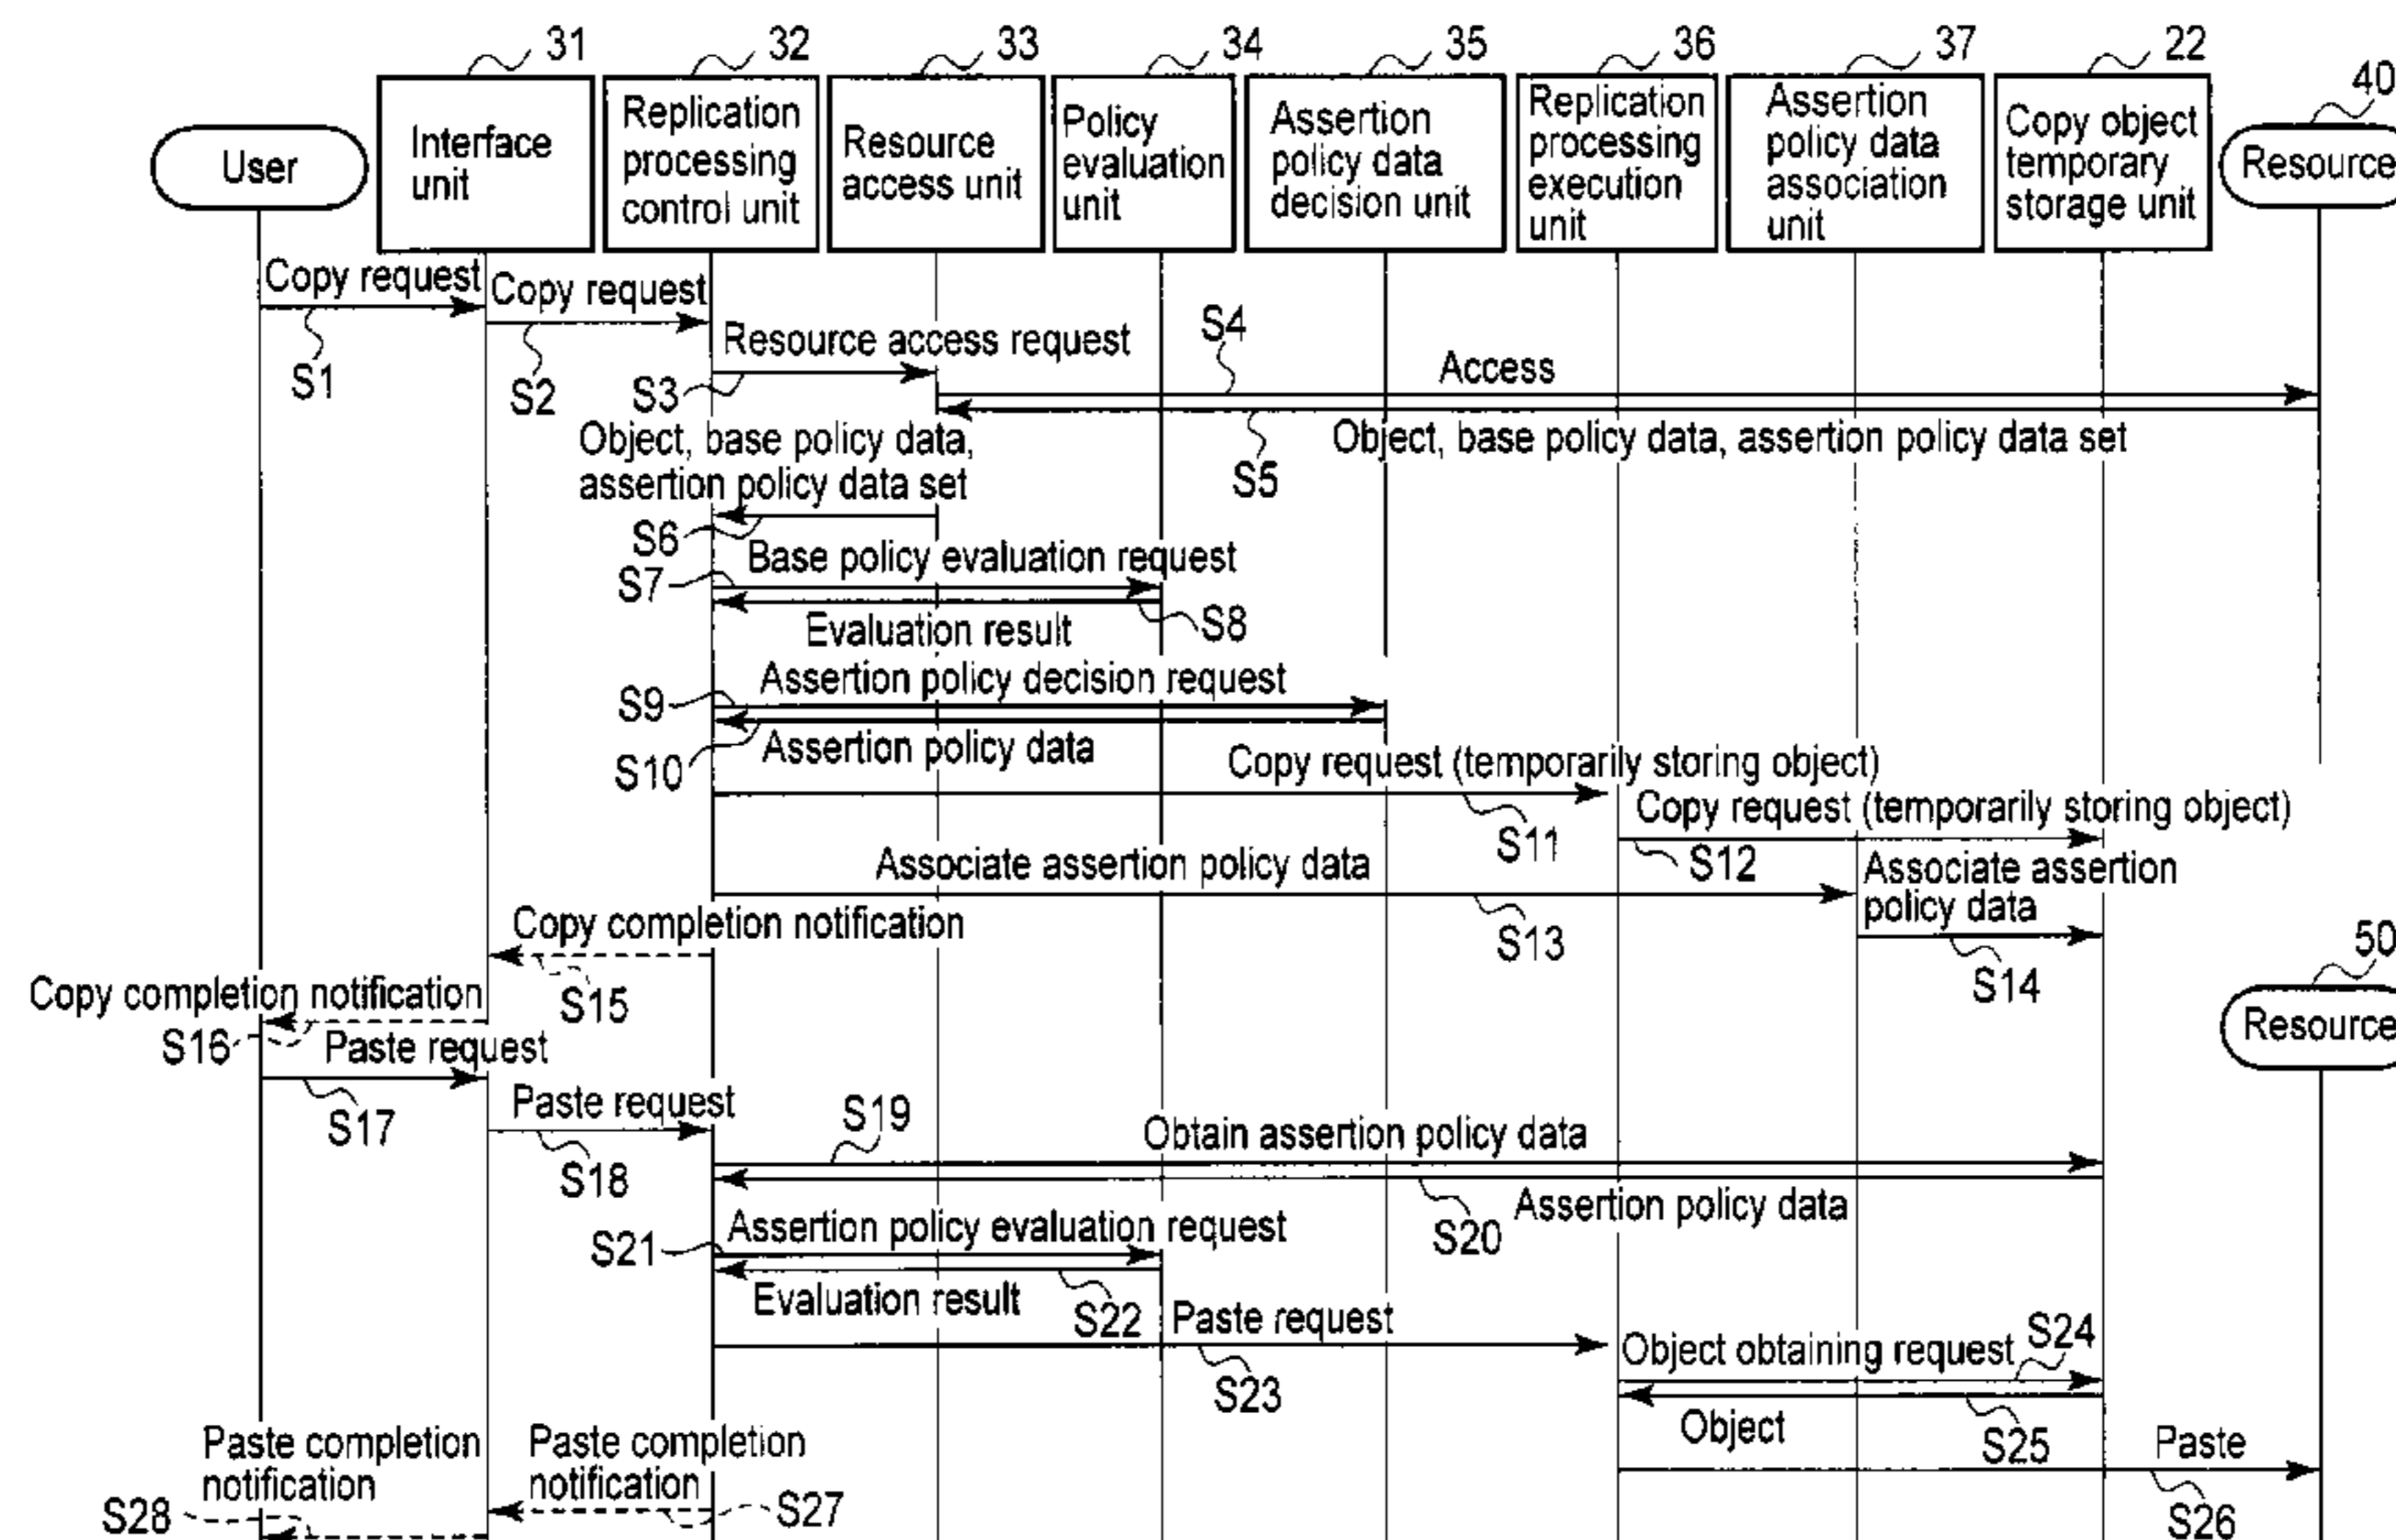 31
32
33
34
35
36
37
22
40
User
Interface
unit
Replication
processing
control unit
Resource
access unit
Policy
evaluation
unit
Assertion
policy data
decision unit
Replication
processing
execution
unit
Assertion
policy data
association
unit
Copy object
temporary
storage unit
Resource
Copy request
S1
Copy request
S2
Resource access request
S3
S4
Access
Object, base policy data, assertion policy data set
S5
Object, base policy data,
assertion policy data set
S6
Base policy evaluation request
S7
Evaluation result
S8
Assertion policy decision request
S9
Assertion policy data
S10
Copy request (temporarily storing object)
S11
Copy request (temporarily storing object)
S12
Associate assertion policy data
S13
Associate assertion
policy data
S14
Copy completion notification
S15
Copy completion notification
S16
50
Resource
Paste request
S17
Paste request
S18
S19
Obtain assertion policy data
Assertion policy data
S20
Assertion policy evaluation request
S21
Evaluation result
S22
Paste request
S23
Object obtaining request
S24
Object
S25
Paste
S26
Paste completion
notification
S27
Paste completion
notification
S28